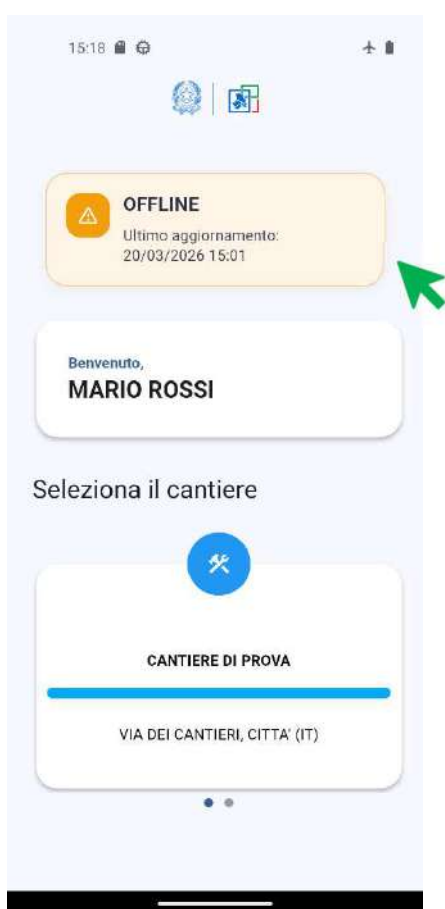 15:18
OFFLINE
Ultimo aggiornamento:
20/03/2026 15:01
Benvenuto,
MARIO ROSSI
Seleziona il cantiere
CANTIERE DI PROVA
VIA DEI CANTIERI, CITTA' (IT)